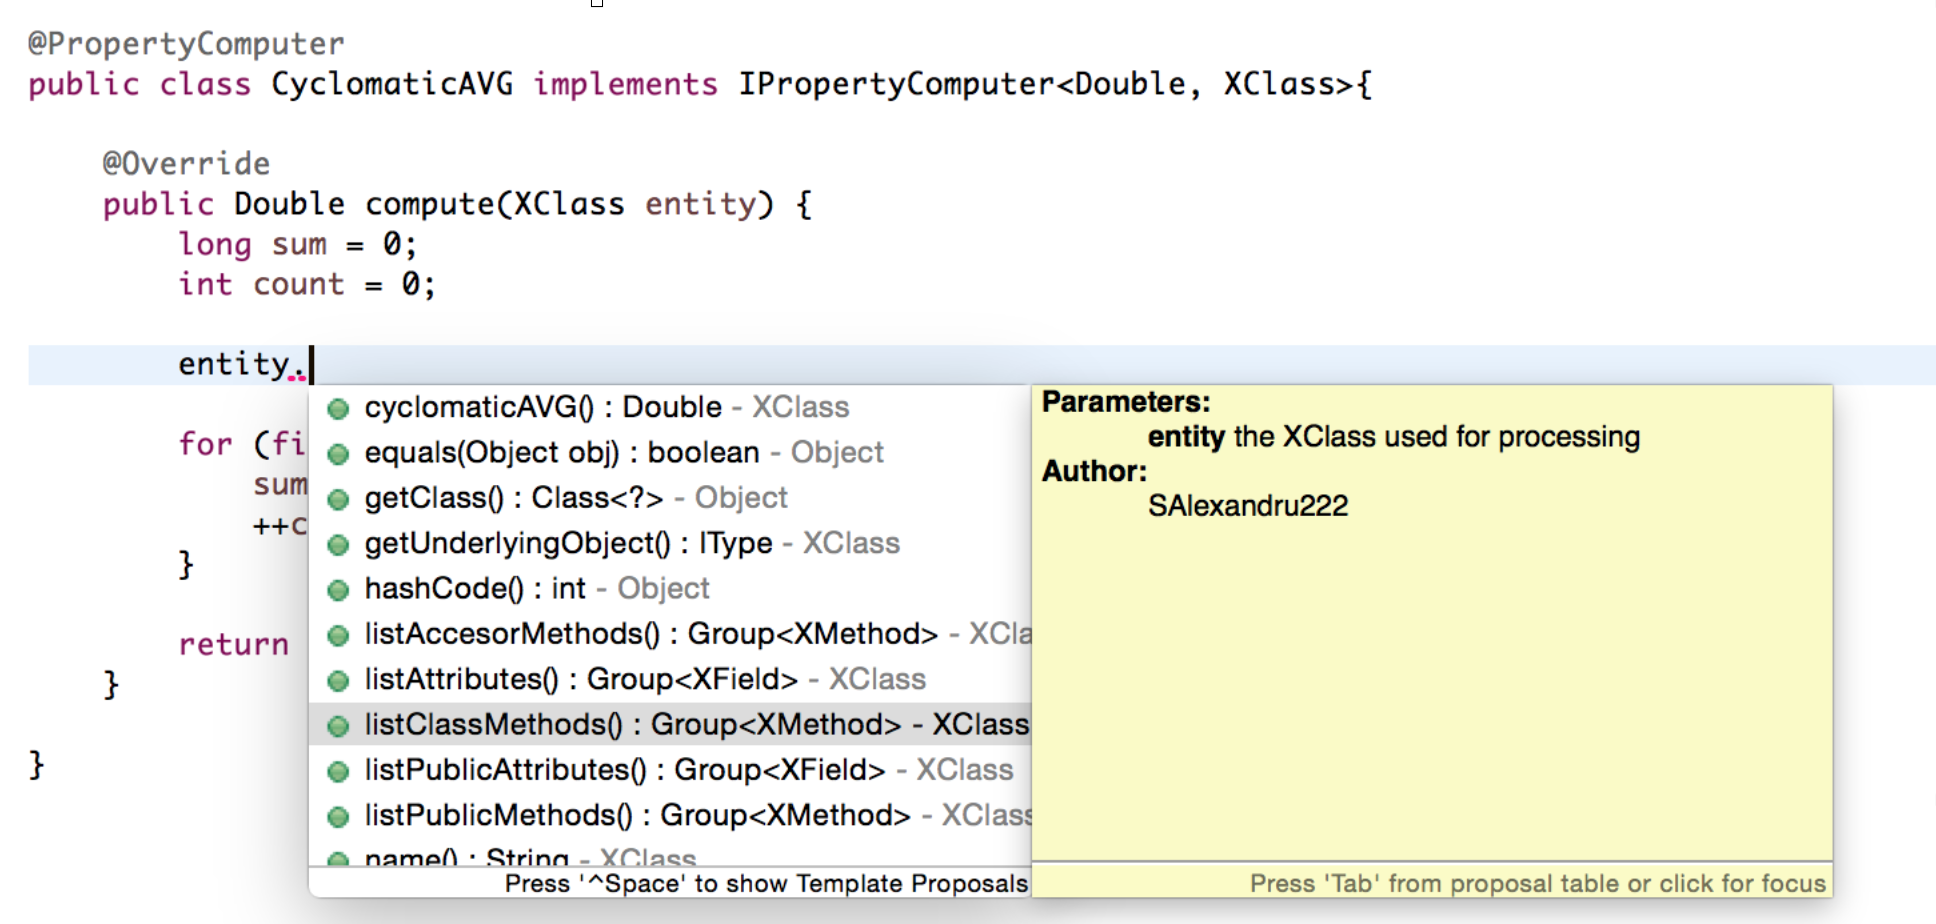 @PropertyComputer
public class CyclomaticAVG implements IPropertyComputer<Double, XClass>{
@Override
public Double compute(XClass entity) {
long sum = 0;
int count = 0;
entity.
for (fi
sum
++c
}
return
}
}
cyclomaticAVG() : Double - XClass
equals(Object obj) : boolean - Object
getClass() : Class<?> - Object
getUnderlyingObject() : IType - XClass
hashCode() : int - Object
listAccesorMethods() : Group<XMethod> - XCla
listAttributes() : Group<XField> - XClass
listClassMethods() : Group<XMethod> - XClass
listPublicAttributes() : Group<XField> - XClass
listPublicMethods() : Group<XMethod> - XClass
name() : String - XClass
Press '^Space' to show Template Proposals
Parameters:
entity the XClass used for processing
Author:
SAlexandru222
Press 'Tab' from proposal table or click for focus